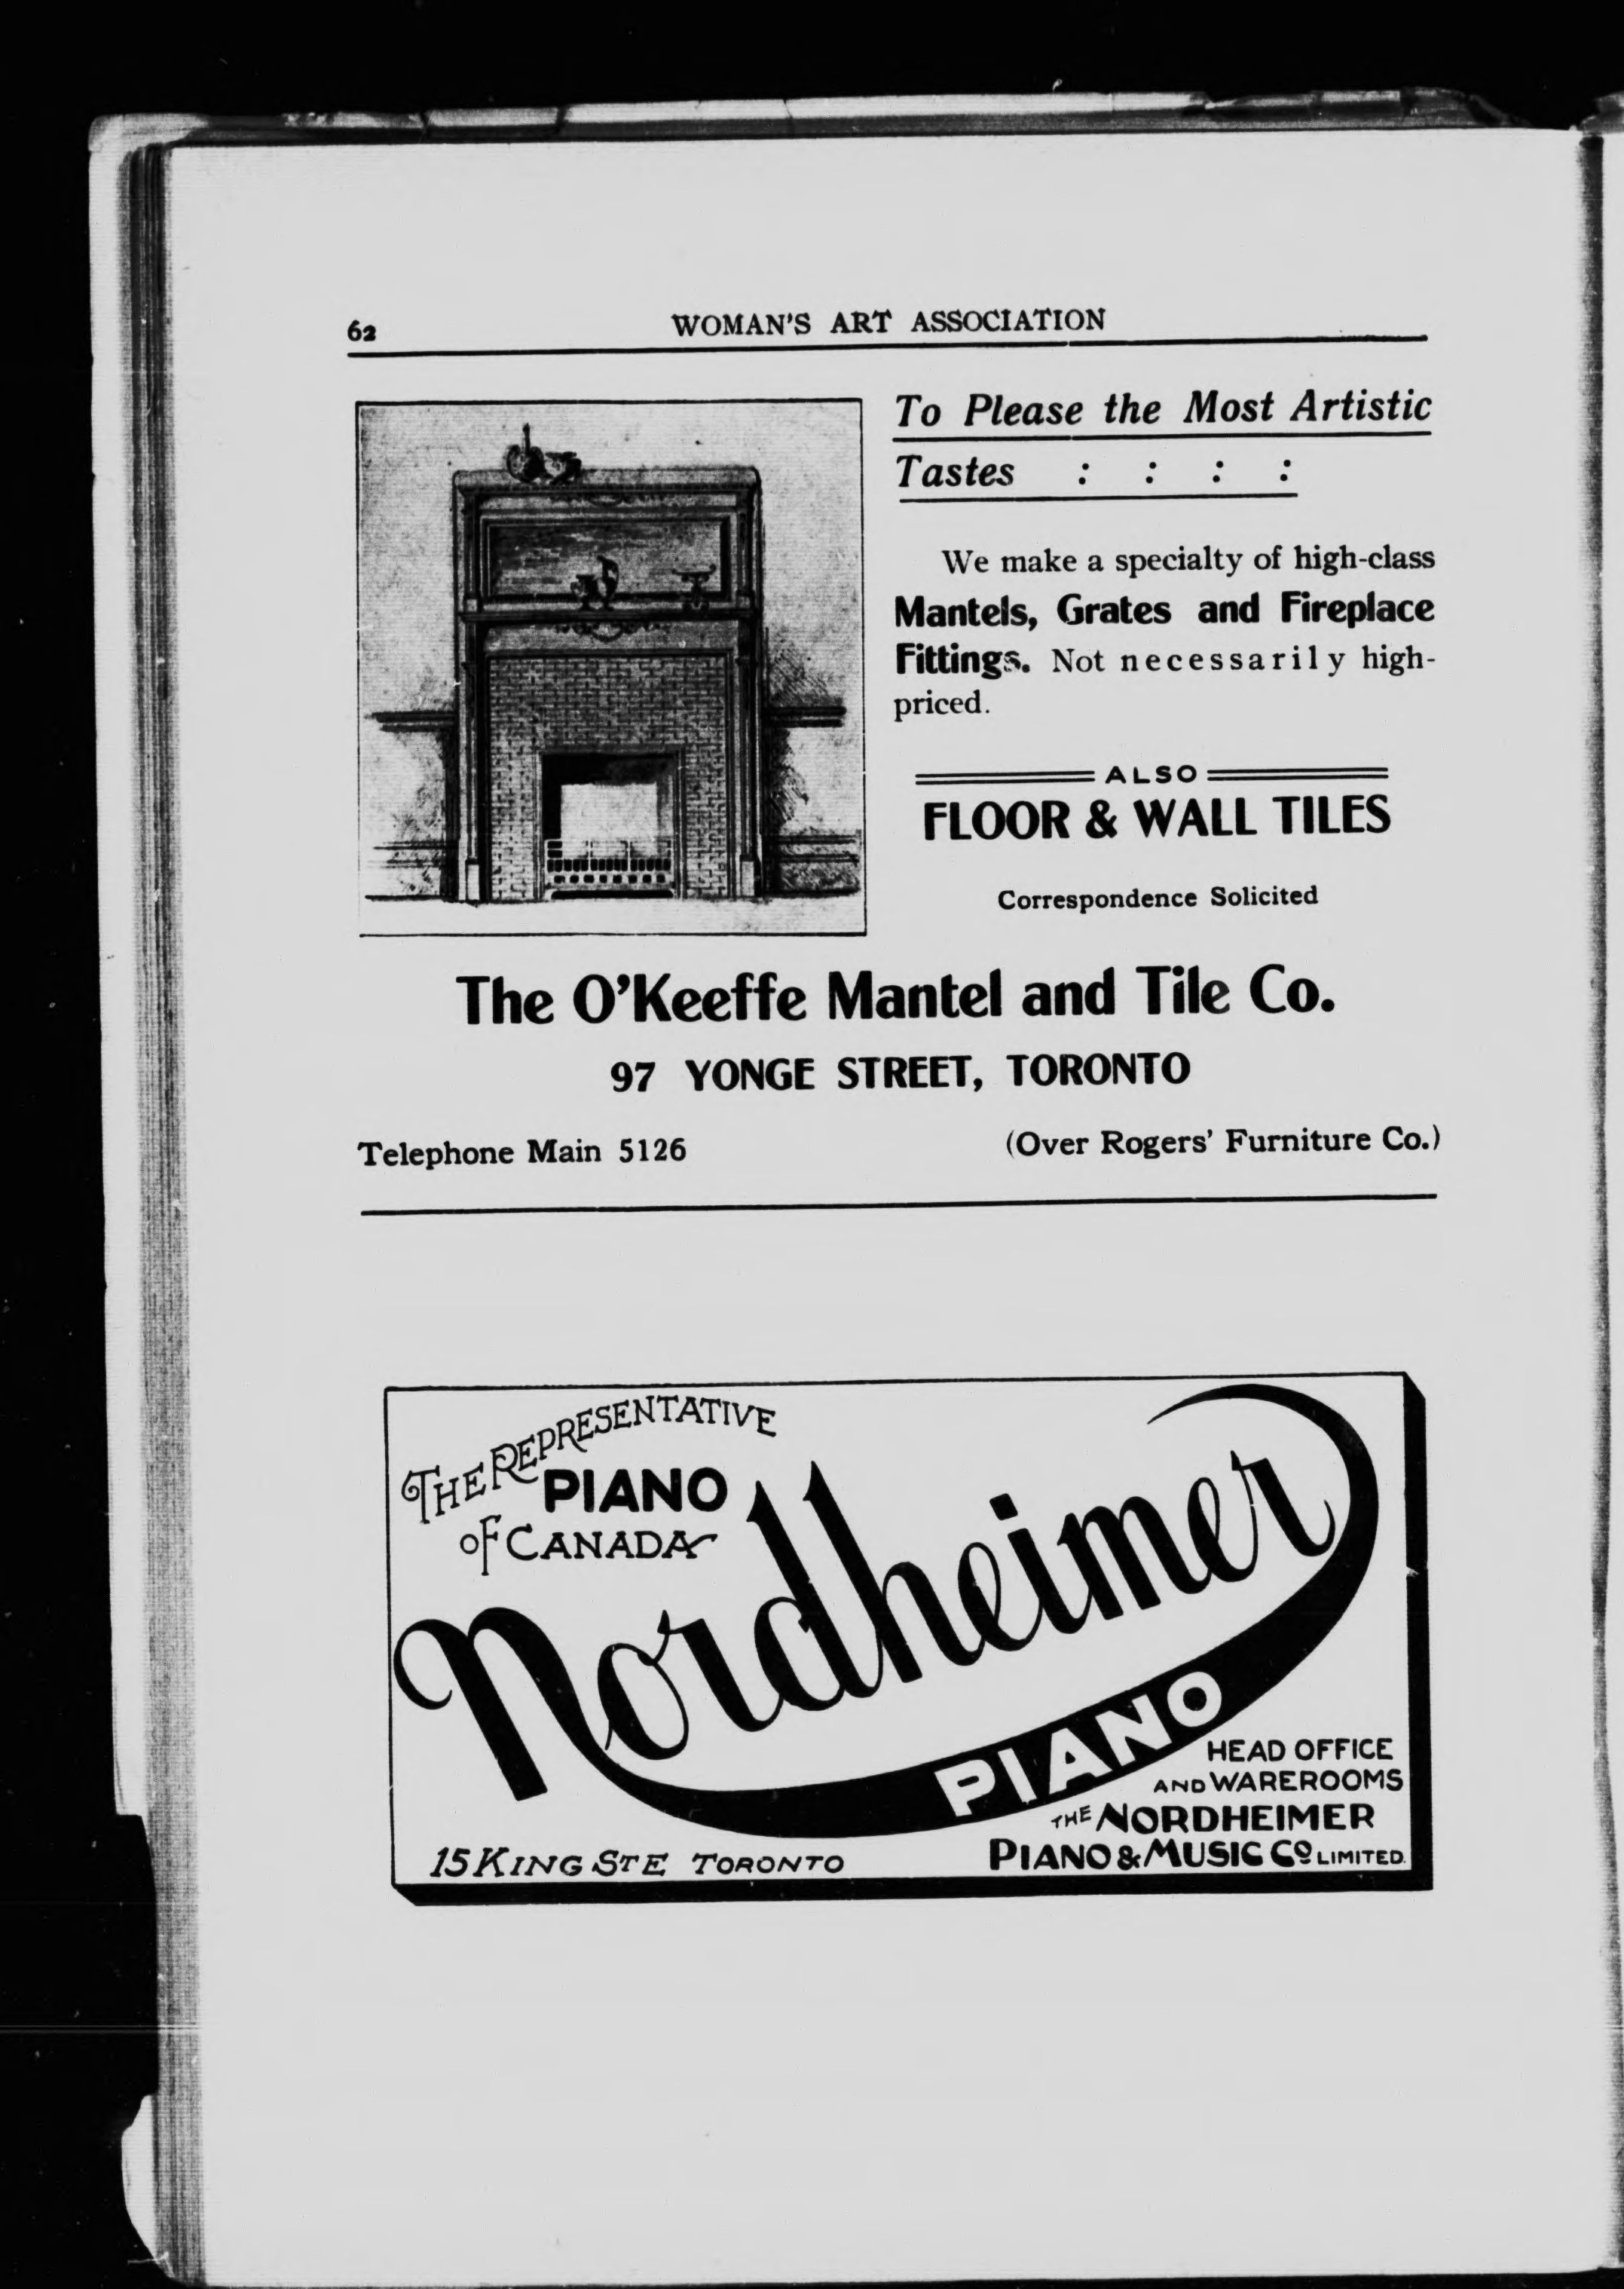 62
WOMAN'S ART ASSOCIATION
To Please the Most Artistic
Tastes : : : :
We make a specialty of high-class
Mantels, Grates and Fireplace
Fittings. Not necessarily high-
priced.
ALSO
FLOOR & WALL TILES
Correspondence Solicited
The O'Keeffe Mantel and Tile Co.
97 YONGE STREET, TORONTO
Telephone Main 5126 (Over Rogers' Furniture Co.)
THE REPRESENTATIVE
PIANO
OF CANADA
Nordheimer
PIANO
HEAD OFFICE
AND WAREROOMS
THE NORDHEIMER
PIANO & MUSIC Co LIMITED.
15 KING ST E TORONTO